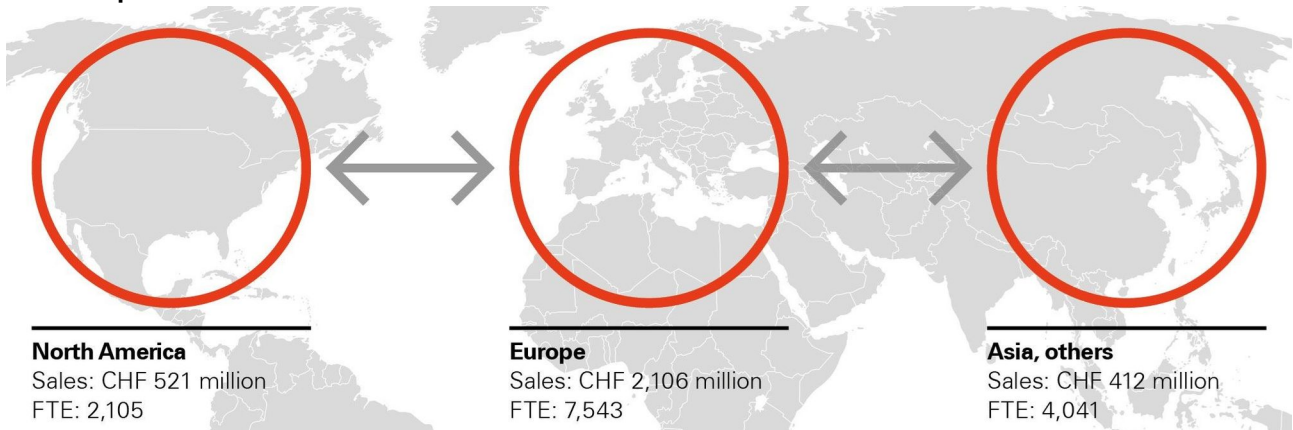 North America
Sales: CHF 521 million
FTE: 2,105
Europe
Sales: CHF 2,106 million
FTE: 7,543
Asia, others
Sales: CHF 412 million
FTE: 4,041